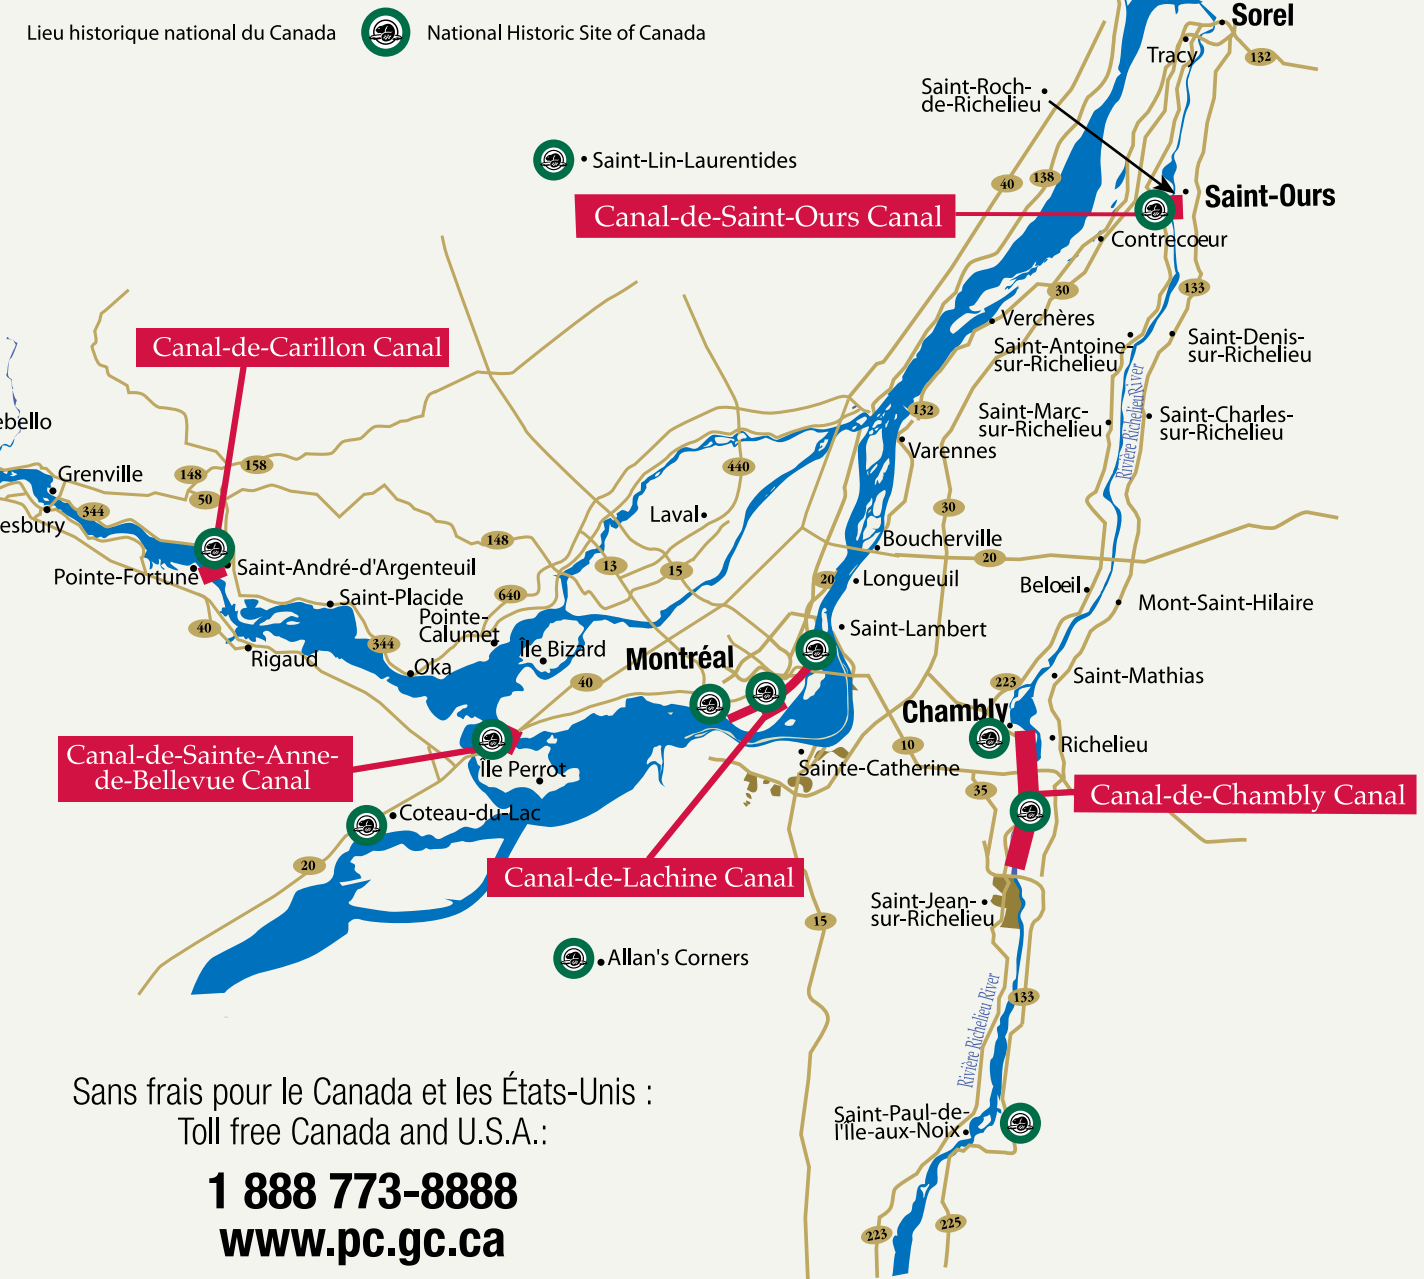 Lieu historique national du Canada
National Historic Site of Canada
Sorel
Tracy
132
Saint-Roch-
de-Richelieu
Saint-Lin-Laurentides
40
138
Saint-Ours
Canal-de-Saint-Ours Canal
Contrecoeur
30
133
Verchères
Saint-Antoine-
sur-Richelieu
Saint-Denis-
sur-Richelieu
Canal-de-Carillon Canal
Rivière Richelieu River
132
Saint-Marc-
sur-Richelieu
Saint-Charles-
sur-Richelieu
ebello
Varennes
Grenville
148
158
440
50
344
30
esbury
Laval
148
Boucherville
20
Pointe-Fortune
Saint-André-d'Argenteuil
13
15
20
Longueuil
Beloeil
Mont-Saint-Hilaire
Saint-Placide
640
Pointe-
Calumet
40
344
Île Bizard
Saint-Lambert
Rigaud
Oka
Montréal
40
223
Saint-Mathias
Chambly
Canal-de-Sainte-Anne-
de-Bellevue Canal
Île Perrot
10
Richelieu
Sainte-Catherine
35
Canal-de-Chambly Canal
Coteau-du-Lac
20
Canal-de-Lachine Canal
Saint-Jean-
sur-Richelieu
15
Allan's Corners
133
Rivière Richelieu River
Sans frais pour le Canada et les États-Unis :
Toll free Canada and U.S.A.:
Saint-Paul-de-
l'Île-aux-Noix
1 888 773-8888
www.pc.gc.ca
223
225